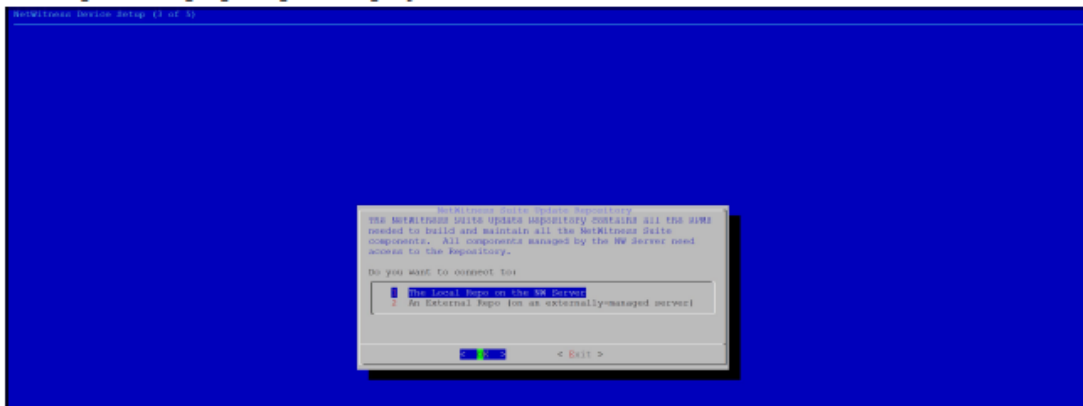 NetWitness Device Setup (3 of 5)
NetWitness Suite Update Repository
The NetWitness Suite Update Repository contains all the RPMS
needed to build and maintain all the NetWitness Suite
components.  All components managed by the NW Server need
access to the Repository.
Do you want to connect to:
1 The Local Repo on the NW Server
2 An External Repo (on an externally-managed server)
< OK > < Exit >